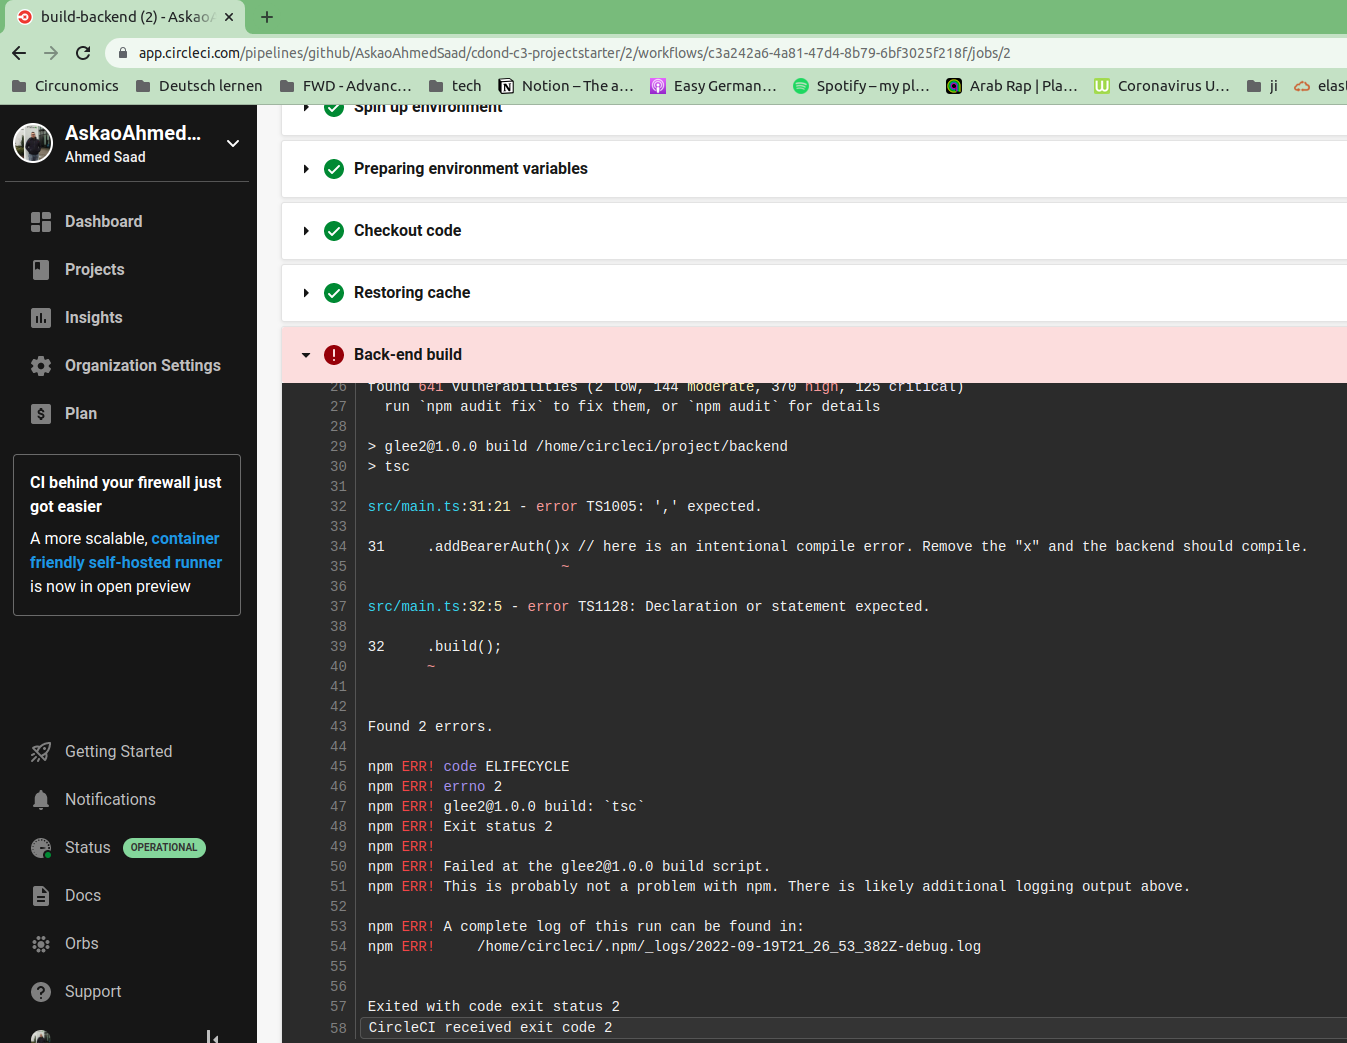 build-backend (2) - Askao
app.circleci.com/pipelines/github/AskaoAhmedSaad/cdond-c3-projectstarter/2/workflows/c3a242a6-4a81-47d4-8b79-6bf3025f218f/jobs/2
Circunomics
Deutsch lernen
FWD - Advanc...
tech
Notion – The a...
Easy German...
Spotify – my pl...
Arab Rap | Pla...
Coronavirus U...
ji
elast
AskaoAhmed...
Ahmed Saad
Dashboard
Projects
Insights
Organization Settings
Plan
CI behind your firewall just
got easier
A more scalable, container
friendly self-hosted runner
is now in open preview
Getting Started
Notifications
Status OPERATIONAL
Docs
Orbs
Support
Spin up environment
Preparing environment variables
Checkout code
Restoring cache
Back-end build
26 found 641 vulnerabilities (2 low, 144 moderate, 370 high, 125 critical)
27 run `npm audit fix` to fix them, or `npm audit` for details
28
29 > glee2@1.0.0 build /home/circleci/project/backend
30 > tsc
31
32 src/main.ts:31:21 - error TS1005: ',' expected.
33
34 31 .addBearerAuth()x // here is an intentional compile error. Remove the "x" and the backend should compile.
35 ~
36
37 src/main.ts:32:5 - error TS1128: Declaration or statement expected.
38
39 32 .build();
40 ~
41
42
43 Found 2 errors.
44
45 npm ERR! code ELIFECYCLE
46 npm ERR! errno 2
47 npm ERR! glee2@1.0.0 build: `tsc`
48 npm ERR! Exit status 2
49 npm ERR!
50 npm ERR! Failed at the glee2@1.0.0 build script.
51 npm ERR! This is probably not a problem with npm. There is likely additional logging output above.
52
53 npm ERR! A complete log of this run can be found in:
54 npm ERR! /home/circleci/.npm/_logs/2022-09-19T21_26_53_382Z-debug.log
55
56
57 Exited with code exit status 2
58 CircleCI received exit code 2